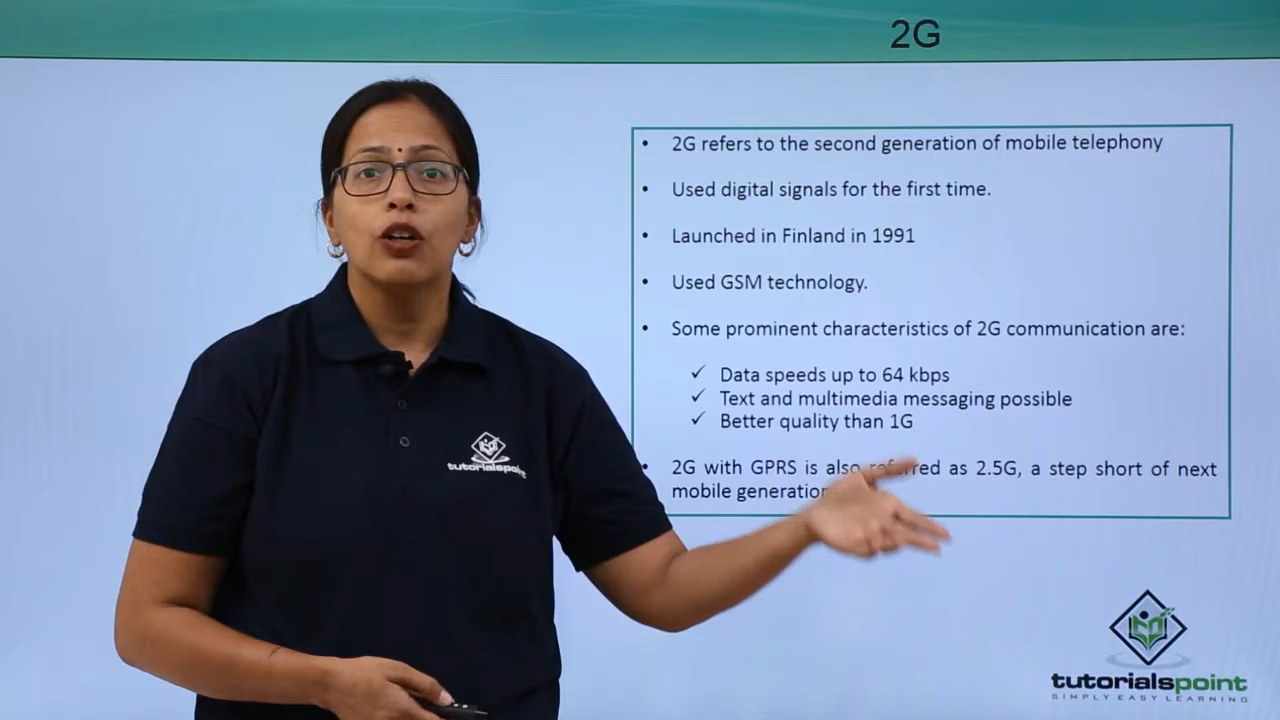 2G
• 2G refers to the second generation of mobile telephony
• Used digital signals for the first time.
• Launched in Finland in 1991
• Used GSM technology.
• Some prominent characteristics of 2G communication are:
✓ Data speeds up to 64 kbps
✓ Text and multimedia messaging possible
✓ Better quality than 1G
• 2G with GPRS is also referred as 2.5G, a step short of next
mobile generation
tutorialspoint
tutorialspoint
SIMPLY EASY LEARNING